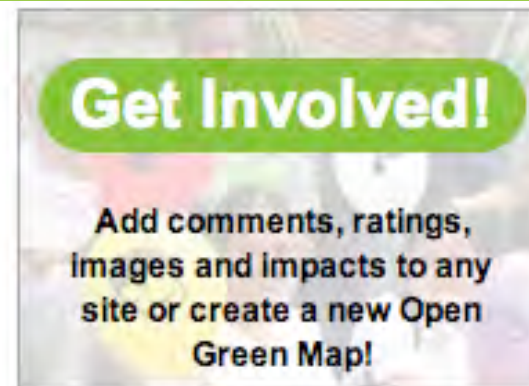 Get Involved!
Add comments, ratings,
images and impacts to any
site or create a new Open
Green Map!